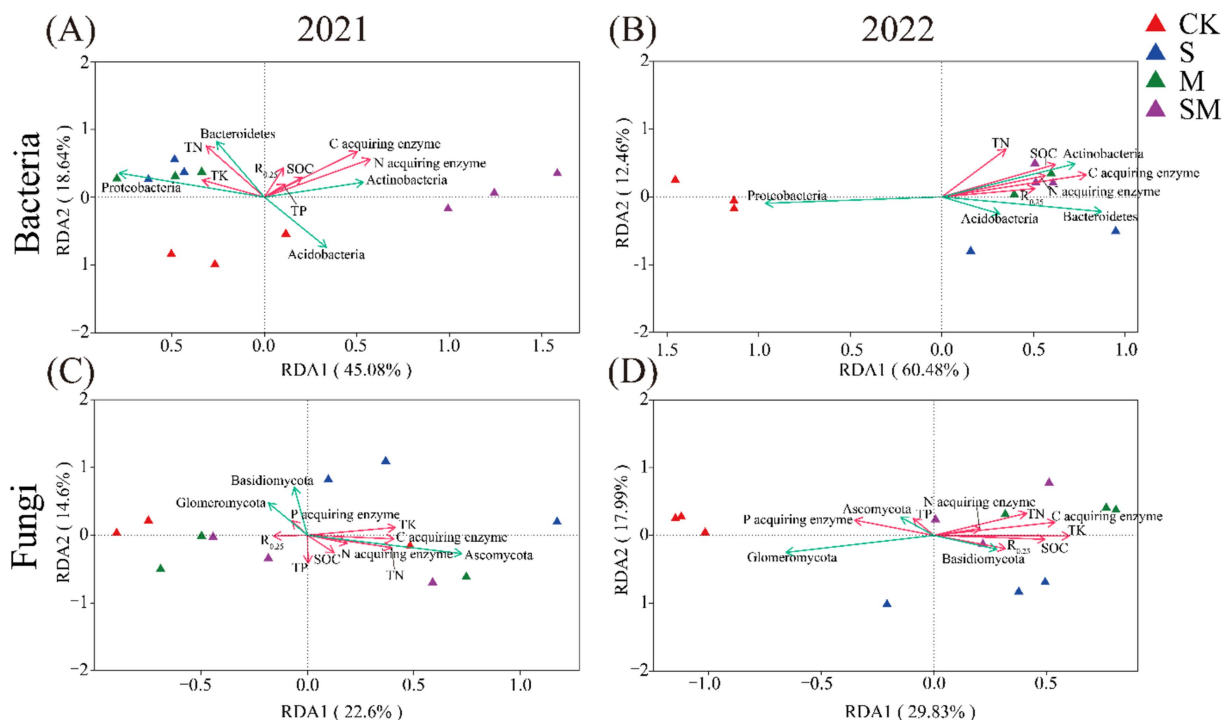 (A) 2021
(B) 2022
CK
S
M
SM
Bacteria
RDA2 ( 18.64% )
2
1
0
-1
-2
Bacteroidetes
TN
C acquiring enzyme
R0.25
SOC
N acquiring enzyme
TK
Actinobacteria
Proteobacteria
TP
Acidobacteria
0.5 0.0 0.5 1.0 1.5
RDA1 ( 45.08% )
RDA2 ( 12.46% )
2
1
0
-1
-2
TN
SOC
Actinobacteria
C acquiring enzyme
Proteobacteria
N acquiring enzyme
R0.25
Acidobacteria
Bacteroidetes
1.5 2.0 0.0 1.0
RDA1 ( 60.48% )
Fungi
(C)
RDA2 ( 14.6% )
2
1
0
-1
-2
Basidiomycota
Glomeromycota
P acquiring enzyme
TK
R0.25
C acquiring enzyme
SOC
N acquiring enzyme
Ascomycota
TP
TN
-0.5 0.0 0.5 1.0
RDA1 ( 22.6% )
(D)
RDA2 ( 17.99% )
2
1
0
-1
-2
N acquiring enzyme
Ascomycota
TP
TN
P acquiring enzyme
C acquiring enzyme
TK
Glomeromycota
Basidiomycota
R0.25
SOC
-1.0 0.0 0.5
RDA1 ( 29.83% )